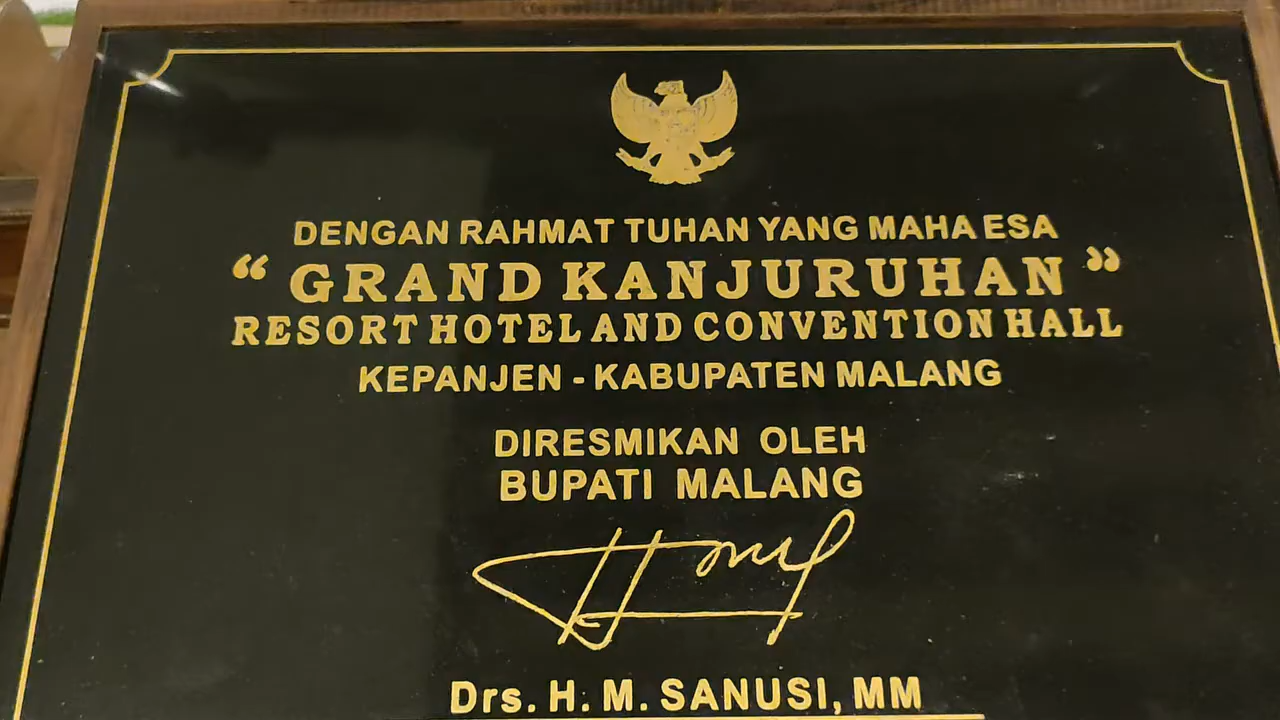 DENGAN RAHMAT TUHAN YANG MAHA ESA
“ GRAND KANJURUHAN ”
RESORT HOTEL AND CONVENTION HALL
KEPANJEN - KABUPATEN MALANG
DIRESMIKAN OLEH
BUPATI MALANG
Drs. H. M. SANUSI, MM